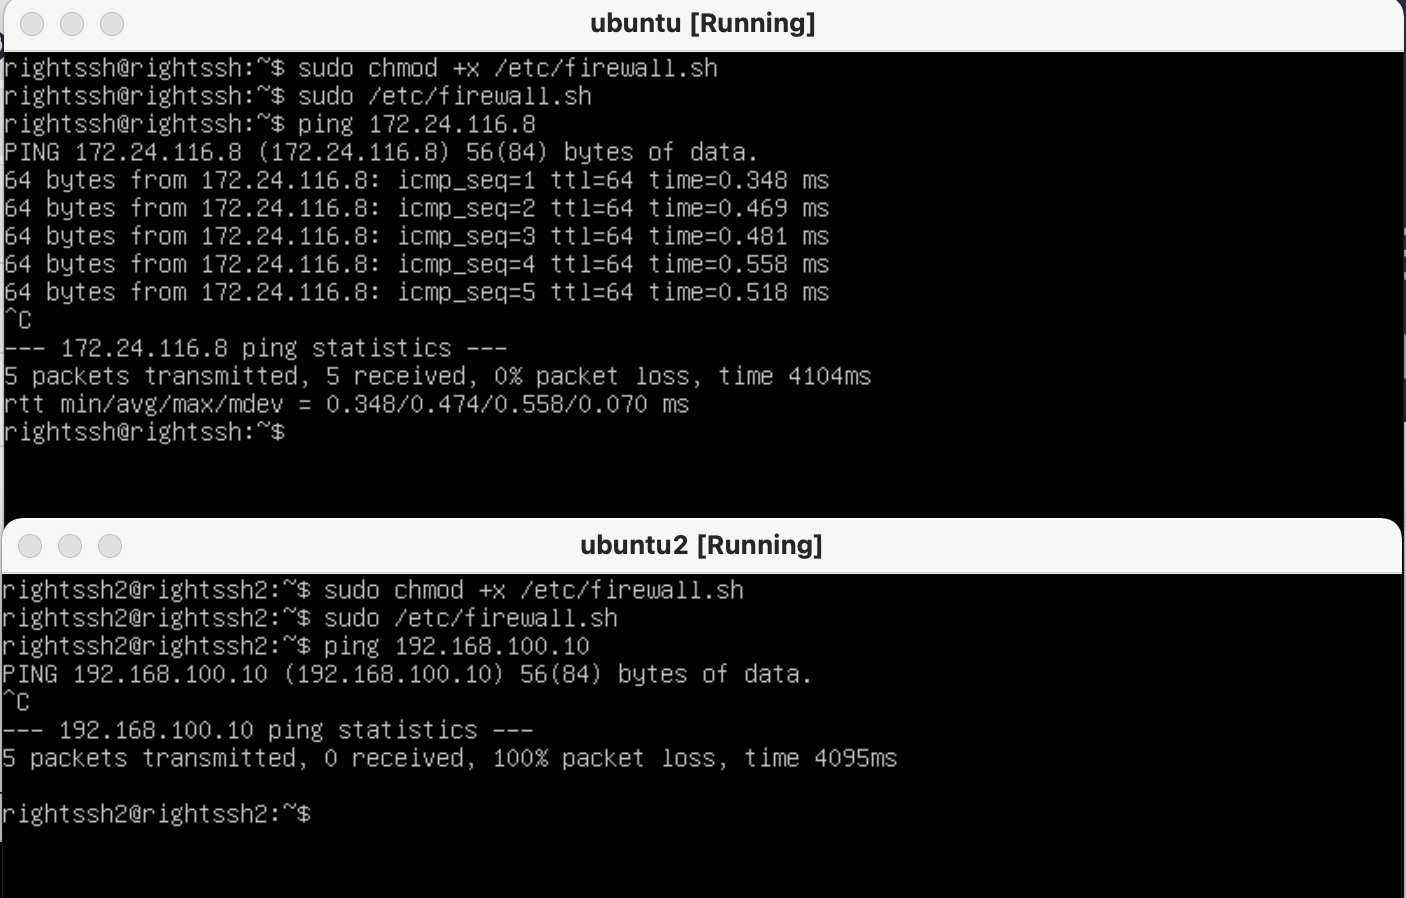 ubuntu [Running]
rightssh@rightssh:~$ sudo chmod +x /etc/firewall.sh
rightssh@rightssh:~$ sudo /etc/firewall.sh
rightssh@rightssh:~$ ping 172.24.116.8
PING 172.24.116.8 (172.24.116.8) 56(84) bytes of data.
64 bytes from 172.24.116.8: icmp_seq=1 ttl=64 time=0.348 ms
64 bytes from 172.24.116.8: icmp_seq=2 ttl=64 time=0.469 ms
64 bytes from 172.24.116.8: icmp_seq=3 ttl=64 time=0.481 ms
64 bytes from 172.24.116.8: icmp_seq=4 ttl=64 time=0.558 ms
64 bytes from 172.24.116.8: icmp_seq=5 ttl=64 time=0.518 ms
^C
--- 172.24.116.8 ping statistics ---
5 packets transmitted, 5 received, 0% packet loss, time 4104ms
rtt min/avg/max/mdev = 0.348/0.474/0.558/0.070 ms
rightssh@rightssh:~$
ubuntu2 [Running]
rightssh2@rightssh2:~$ sudo chmod +x /etc/firewall.sh
rightssh2@rightssh2:~$ sudo /etc/firewall.sh
rightssh2@rightssh2:~$ ping 192.168.100.10
PING 192.168.100.10 (192.168.100.10) 56(84) bytes of data.
^C
--- 192.168.100.10 ping statistics ---
5 packets transmitted, 0 received, 100% packet loss, time 4095ms
rightssh2@rightssh2:~$